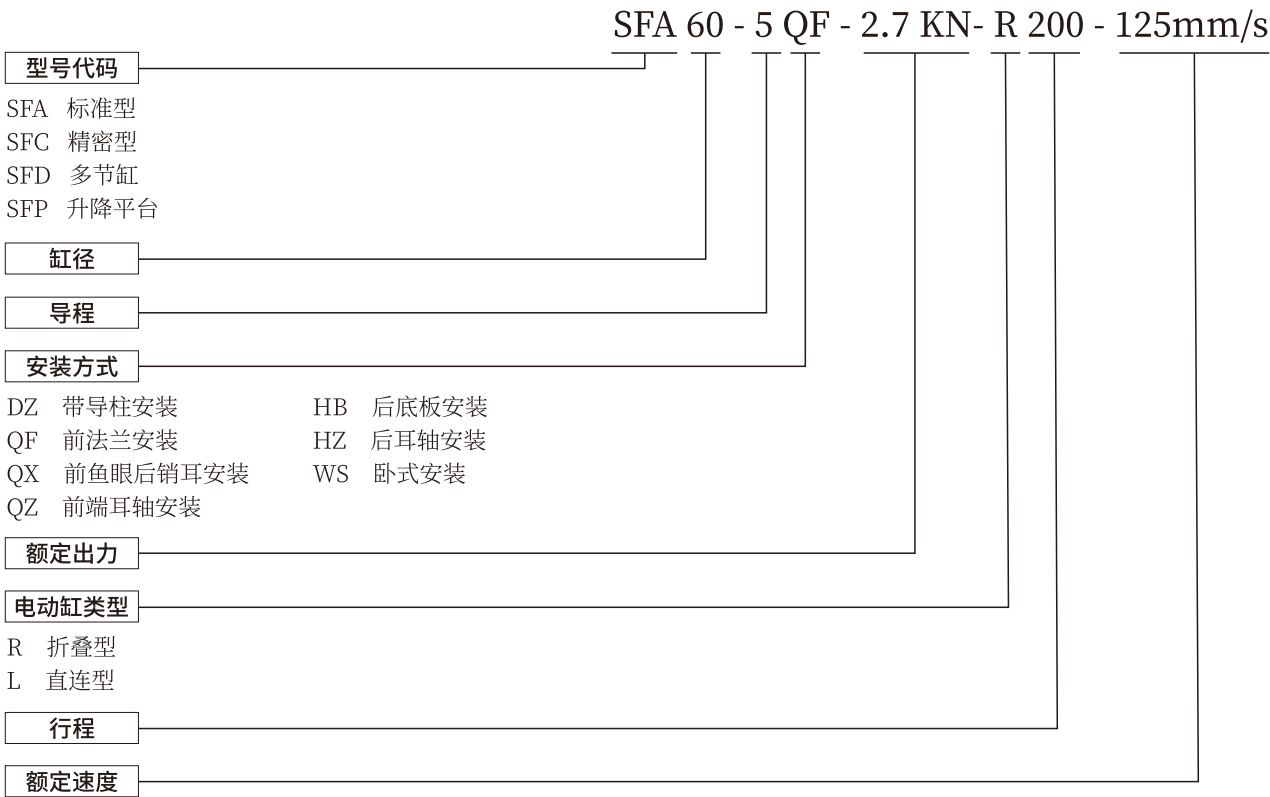 SFA 60 - 5 QF - 2.7 KN- R 200 - 125mm/s
型号代码
SFA 标准型
SFC 精密型
SFD 多节缸
SFP 升降平台
缸径
导程
安装方式
DZ 带导柱安装 HB 后底板安装
QF 前法兰安装 HZ 后耳轴安装
QX 前鱼眼后销耳安装 WS 卧式安装
QZ 前端耳轴安装
额定出力
电动缸类型
R 折叠型
L 直连型
行程
额定速度